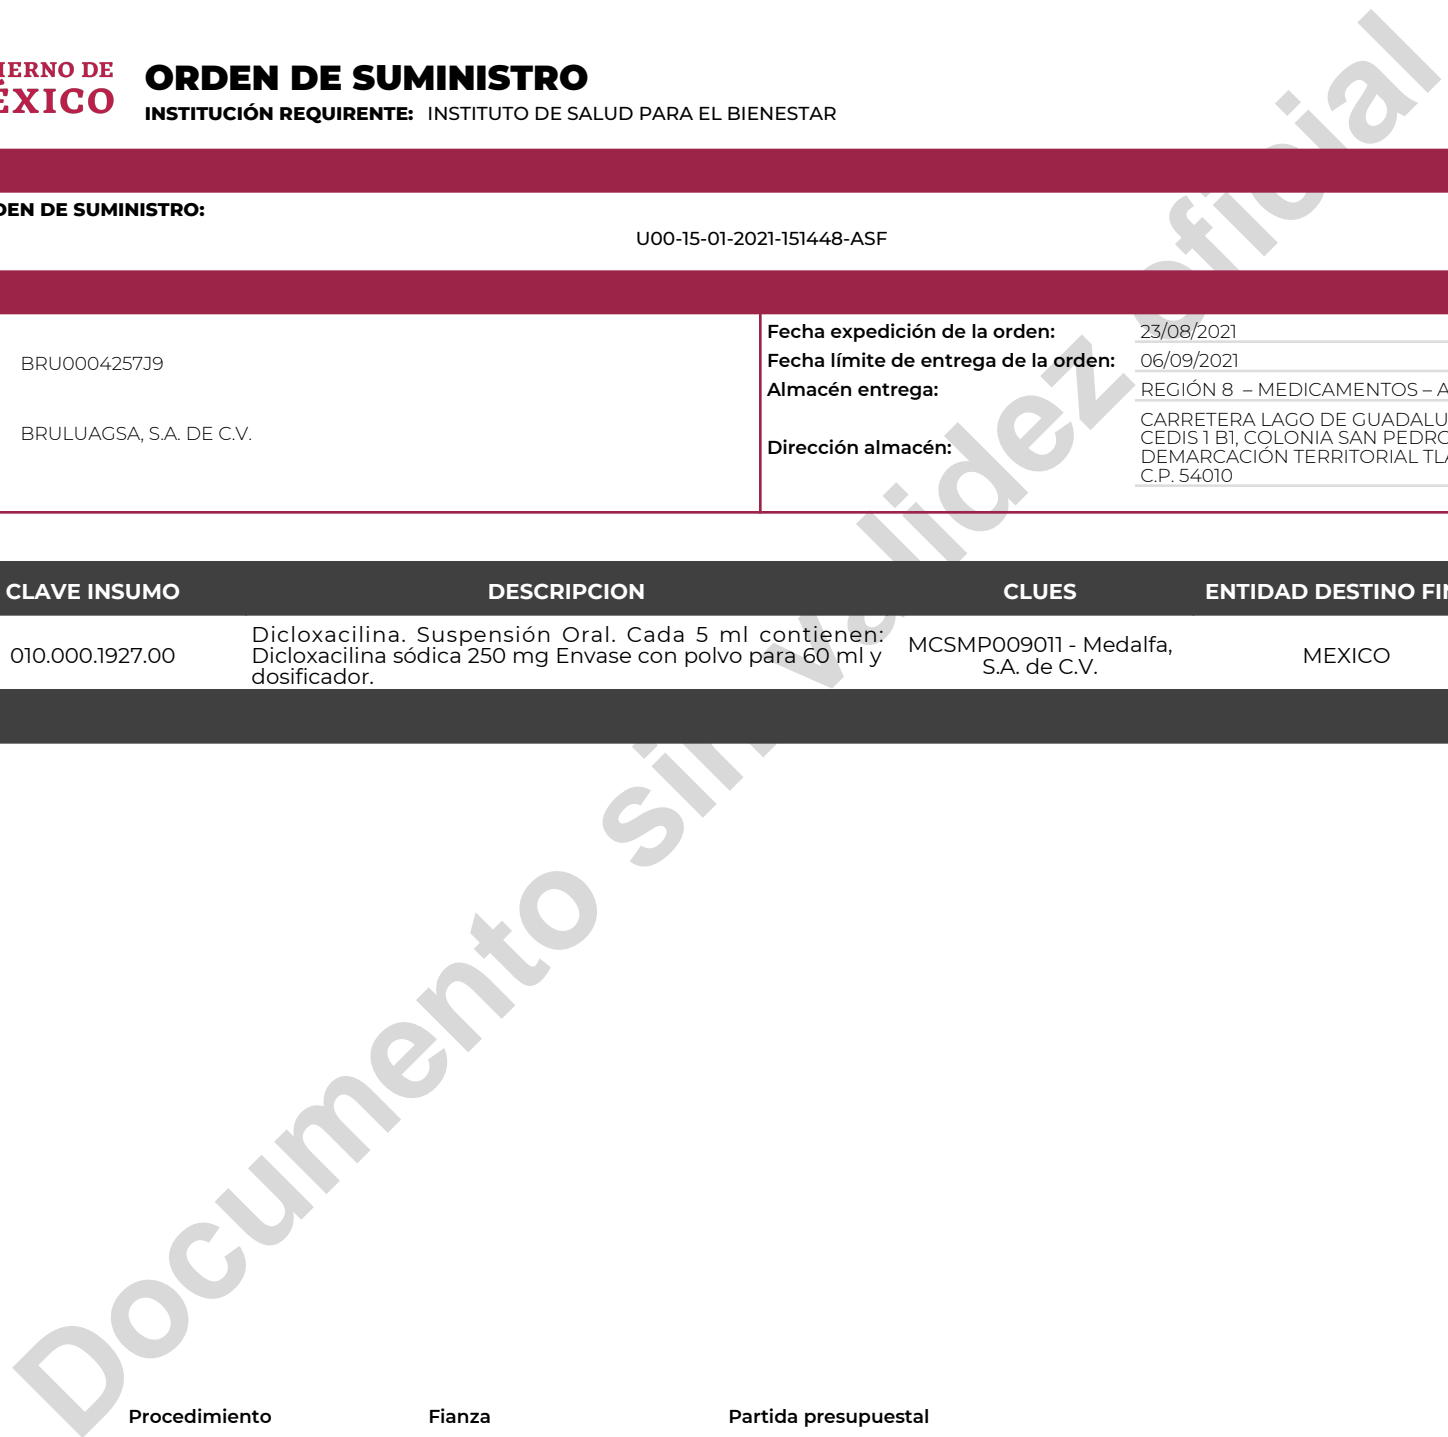 IERNO DE
ÉXICO
ORDEN DE SUMINISTRO
INSTITUCIÓN REQUIRENTE: INSTITUTO DE SALUD PARA EL BIENESTAR
DEN DE SUMINISTRO:
U00-15-01-2021-151448-ASF
BRU0004257J9
BRULUAGSA, S.A. DE C.V.
Fecha expedición de la orden: 23/08/2021
Fecha límite de entrega de la orden: 06/09/2021
Almacén entrega: REGIÓN 8 – MEDICAMENTOS – A
Dirección almacén:
CARRETERA LAGO DE GUADALU
CEDIS 1 B1, COLONIA SAN PEDRO
DEMARCACIÓN TERRITORIAL TLA
C.P. 54010
CLAVE INSUMO DESCRIPCION CLUES ENTIDAD DESTINO FIN
010.000.1927.00
Dicloxacilina. Suspensión Oral. Cada 5 ml contienen:
Dicloxacilina sódica 250 mg Envase con polvo para 60 ml y
dosificador.
MCSMP009011 - Medalfa,
S.A. de C.V.
MEXICO
Documento sin validez oficial
Procedimiento Fianza Partida presupuestal